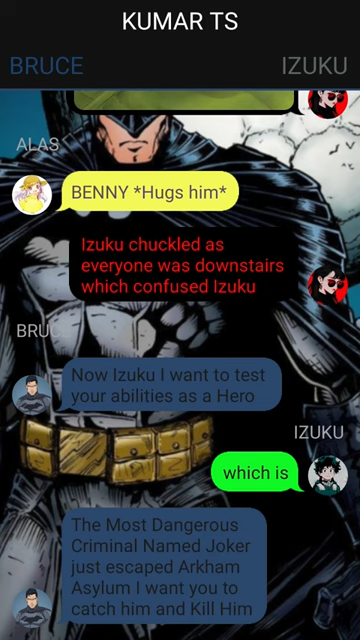 KUMAR TS
BRUCE
IZUKU
ALAS
BENNY *Hugs him*
Izuku chuckled as
everyone was downstairs
which confused Izuku
BRUCE
Now Izuku I want to test
your abilities as a Hero
IZUKU
which is
The Most Dangerous
Criminal Named Joker
just escaped Arkham
Asylum I want you to
catch him and Kill Him